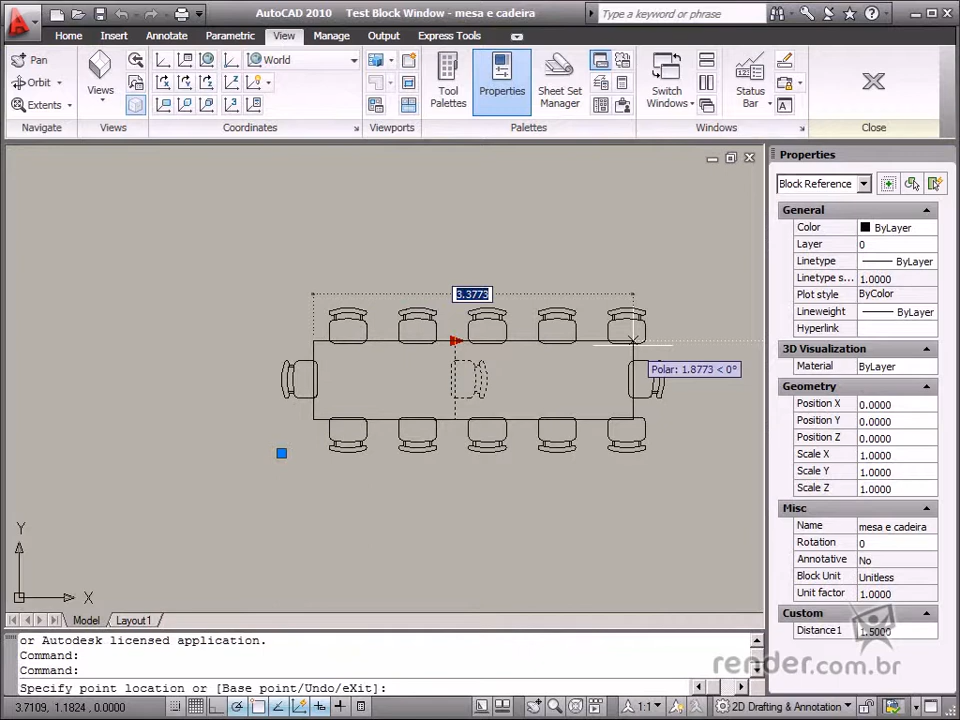 AutoCAD 2010 Test Block Window - mesa e cadeira
Type a keyword or phrase
Home Insert Annotate Parametric View Manage Output Express Tools
Pan
Orbit
Extents
Views
World
Tool Palettes
Properties
Sheet Set Manager
Switch Windows
Status Bar
Navigate Views Coordinates Viewports Palettes Windows Close
Properties
Block Reference
General
Color ByLayer
Layer 0
Linetype ByLayer
Linetype s... 1.0000
Plot style ByColor
Lineweight ByLayer
Hyperlink
3D Visualization
Material ByLayer
Geometry
Position X 0.0000
Position Y 0.0000
Position Z 0.0000
Scale X 1.0000
Scale Y 1.0000
Scale Z 1.0000
Misc
Name mesa e cadeira
Rotation 0
Annotative No
Block Unit Unitless
Unit factor 1.0000
Custom
Distance1 1.5000
3.3773
Polar: 1.8773 < 0°
Y
X
Model Layout1
or Autodesk licensed application.
Command:
Command:
Specify point location or [Base point/Undo/eXit]:
render.com.br
3.7109, 1.1824, 0.0000
1:1
2D Drafting & Annotation